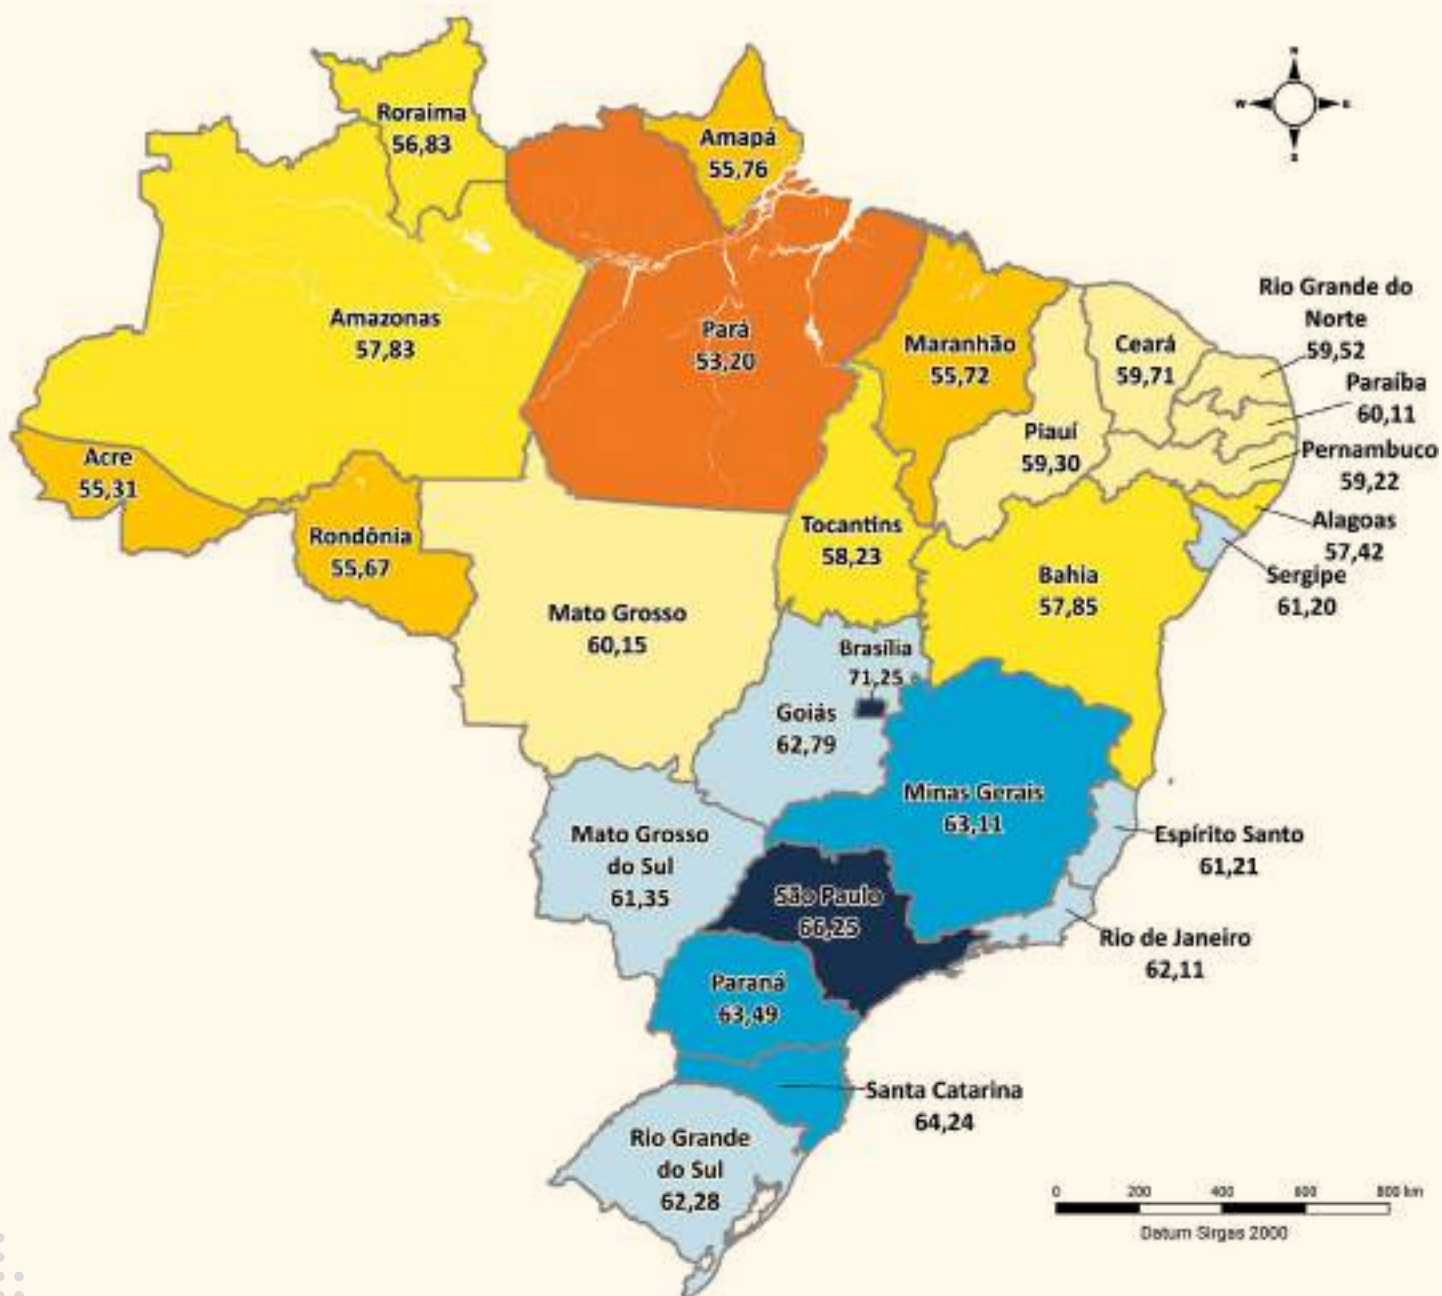 N
W
E
S
Roraima
56,83
Amapá
55,76
Amazonas
57,83
Pará
53,20
Maranhão
55,72
Ceará
59,71
Rio Grande do
Norte
59,52
Paraíba
60,11
Piauí
59,30
Pernambuco
59,22
Acre
55,31
Rondônia
55,67
Tocantins
58,23
Alagoas
57,42
Bahia
57,85
Sergipe
61,20
Mato Grosso
60,15
Brasília
71,25
Goiás
62,79
Minas Gerais
63,11
Espírito Santo
61,21
Mato Grosso
do Sul
61,35
São Paulo
66,25
Rio de Janeiro
62,11
Paraná
63,49
Santa Catarina
64,24
Rio Grande
do Sul
62,28
0 200 400 600 800 km
Datum Sirgas 2000